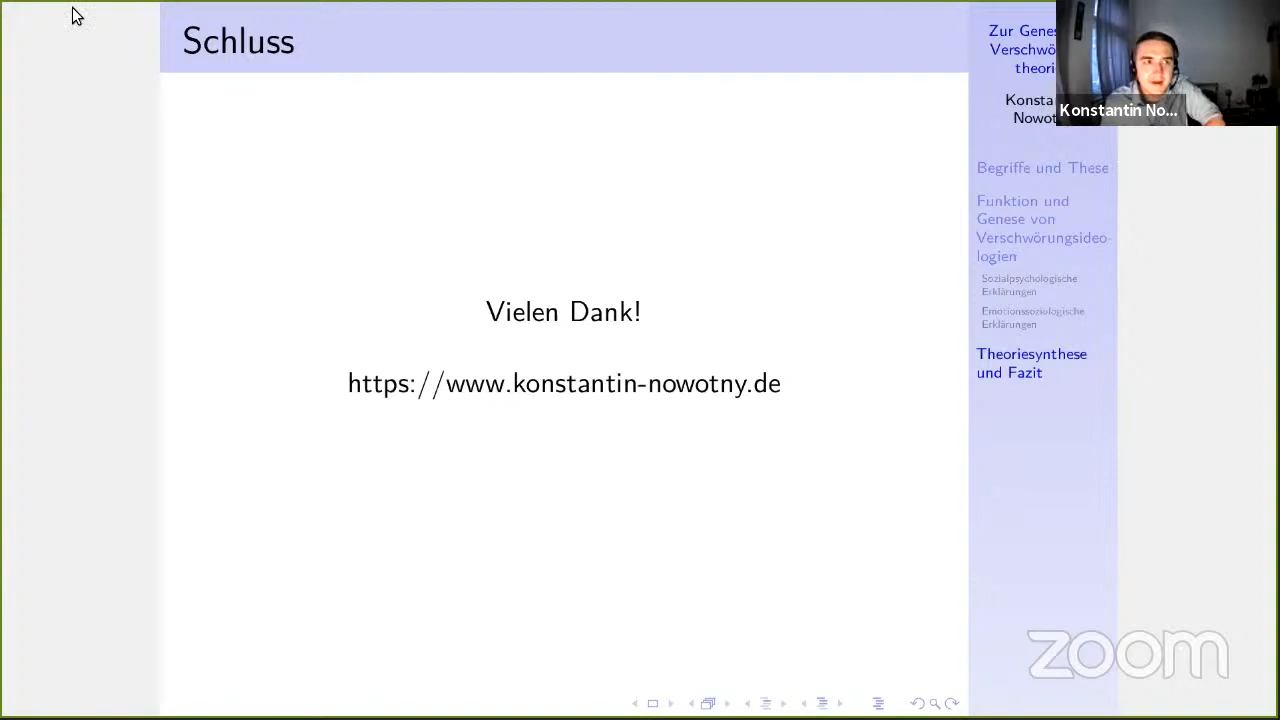 Schluss
Vielen Dank!
https://www.konstantin-nowotny.de
Zur Gene
Verschwö
theori
Konsta
Nowot
Konstantin No...
Begriffe und These
Funktion und
Genese von
Verschwörungsideo-
logien
Sozialpsychologische
Erklärungen
Emotionssoziologische
Erklärungen
Theoriesynthese
und Fazit
zoom